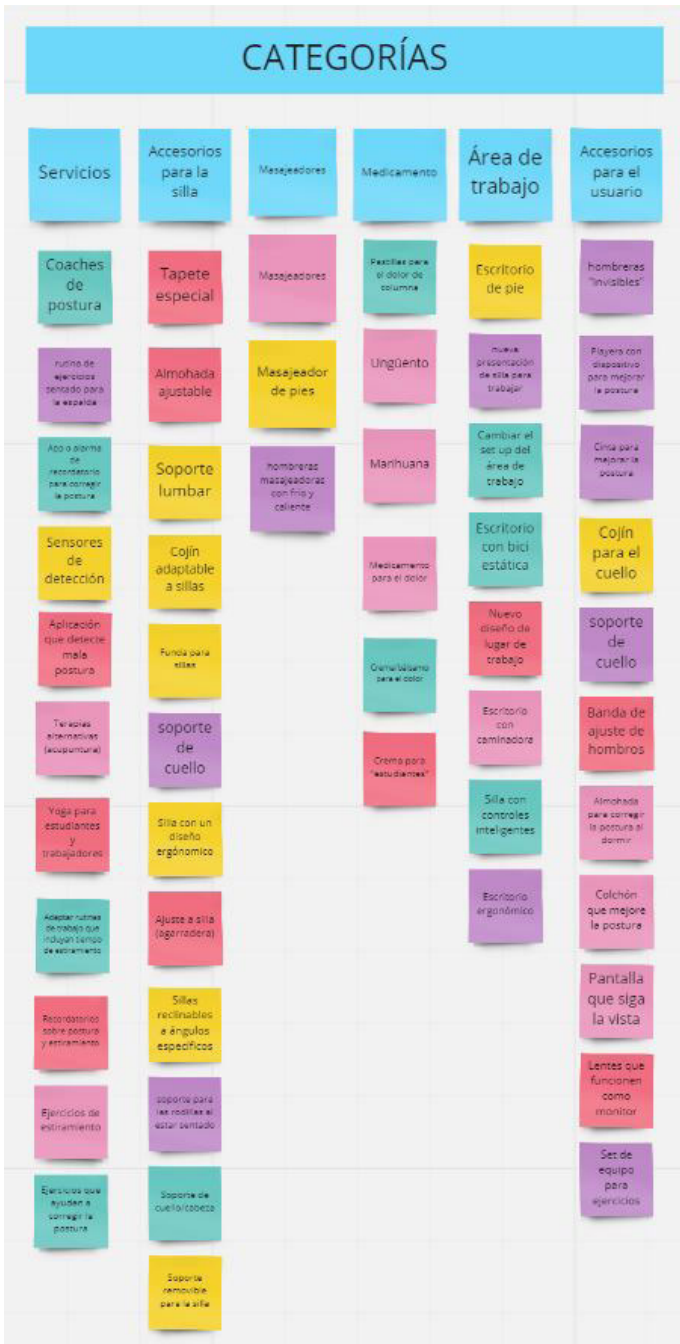 CATEGORÍAS
Servicios
Coaches
de
postura
rutina de
ejercicios
sentado para
la espalda
App o alarma
de
recordatorio
para corregir
la postura
Sensores
de
detección
Aplicación
que detecte
mala
postura
Terapias
alternativas
(acupuntura)
Yoga para
estudiantes
y
trabajadores
Adaptar rutinas
de trabajo que
incluyan tiempo
de estiramiento
Recordatorios
sobre postura
y estiramiento
Ejercicios de
estiramiento
Ejercicios que
ayudan a
corregir la
postura
Accesorios
para la
silla
Tapete
especial
Almohada
ajustable
Soporte
lumbar
Cojín
adaptable
a sillas
Funda para
sillas
soporte
de
cuello
Silla con un
diseño
ergónomico
Ajuste a silla
(agarradera)
Sillas
reclinables
a ángulos
específicos
soporte para
las rodillas al
estar sentado
Soporte de
cuello/cabeza
Soporte
removible
para la silla
Masajeadores
Masajeadores
Masajeador
de pies
hombreras
masajeadoras
con frío y
caliente
Medicamento
Pastillas para
el dolor de
columna
Ungüento
Marihuana
Medicamento
para el dolor
Crema/bálsamo
para el dolor
Crema para
"estudiantes"
Área de
trabajo
Escritorio
de pie
nueva
presentación
de silla para
trabajar
Cambiar el
set up del
área de
trabajo
Escritorio
con bici
estática
Nuevo
diseño de
lugar de
trabajo
Escritorio
con
caminadora
Silla con
controles
inteligentes
Escritorio
ergonómico
Accesorios
para el
usuario
hombreras
"invisibles"
Playera con
dispositivo
para mejorar
la postura
Cinta para
mejorar la
postura
Cojín
para el
cuello
soporte
de
cuello
Banda de
ajuste de
hombros
Almohada
para corregir
la postura al
dormir
Colchón
que mejore
la postura
Pantalla
que siga
la vista
Lentes que
funcionen
como
monitor
Set de
equipo
para
ejercicios